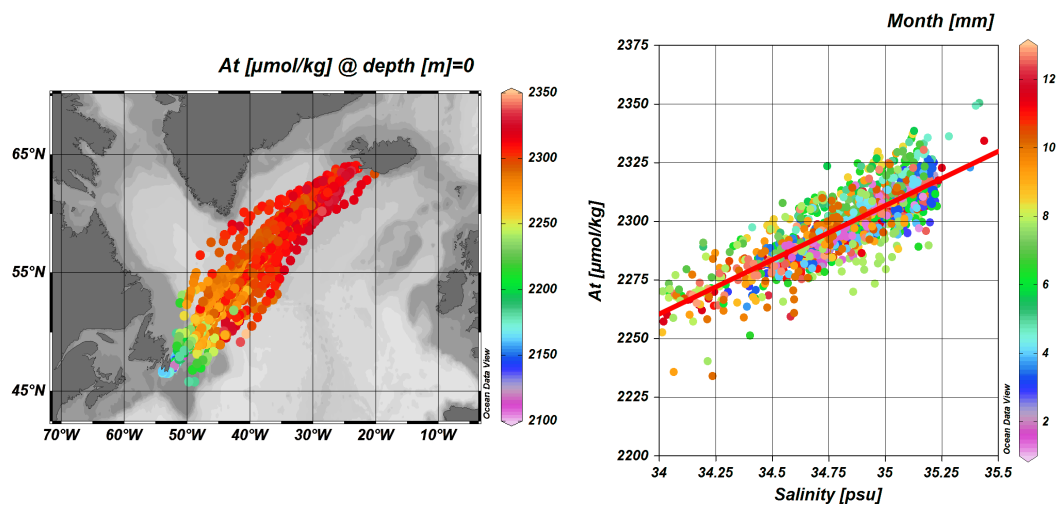 At [µmol/kg] @ depth [m]=0
65°N
55°N
45°N
70°W 60°W 50°W 40°W 30°W 20°W 10°W
2350
2300
2250
2200
2150
2100
Ocean Data View
Month [mm]
2375
2350
2325
2300
2275
2250
2225
2200
At [µmol/kg]
34 34.25 34.5 34.75 35 35.25 35.5
Salinity [psu]
12
10
8
6
4
2
Ocean Data View